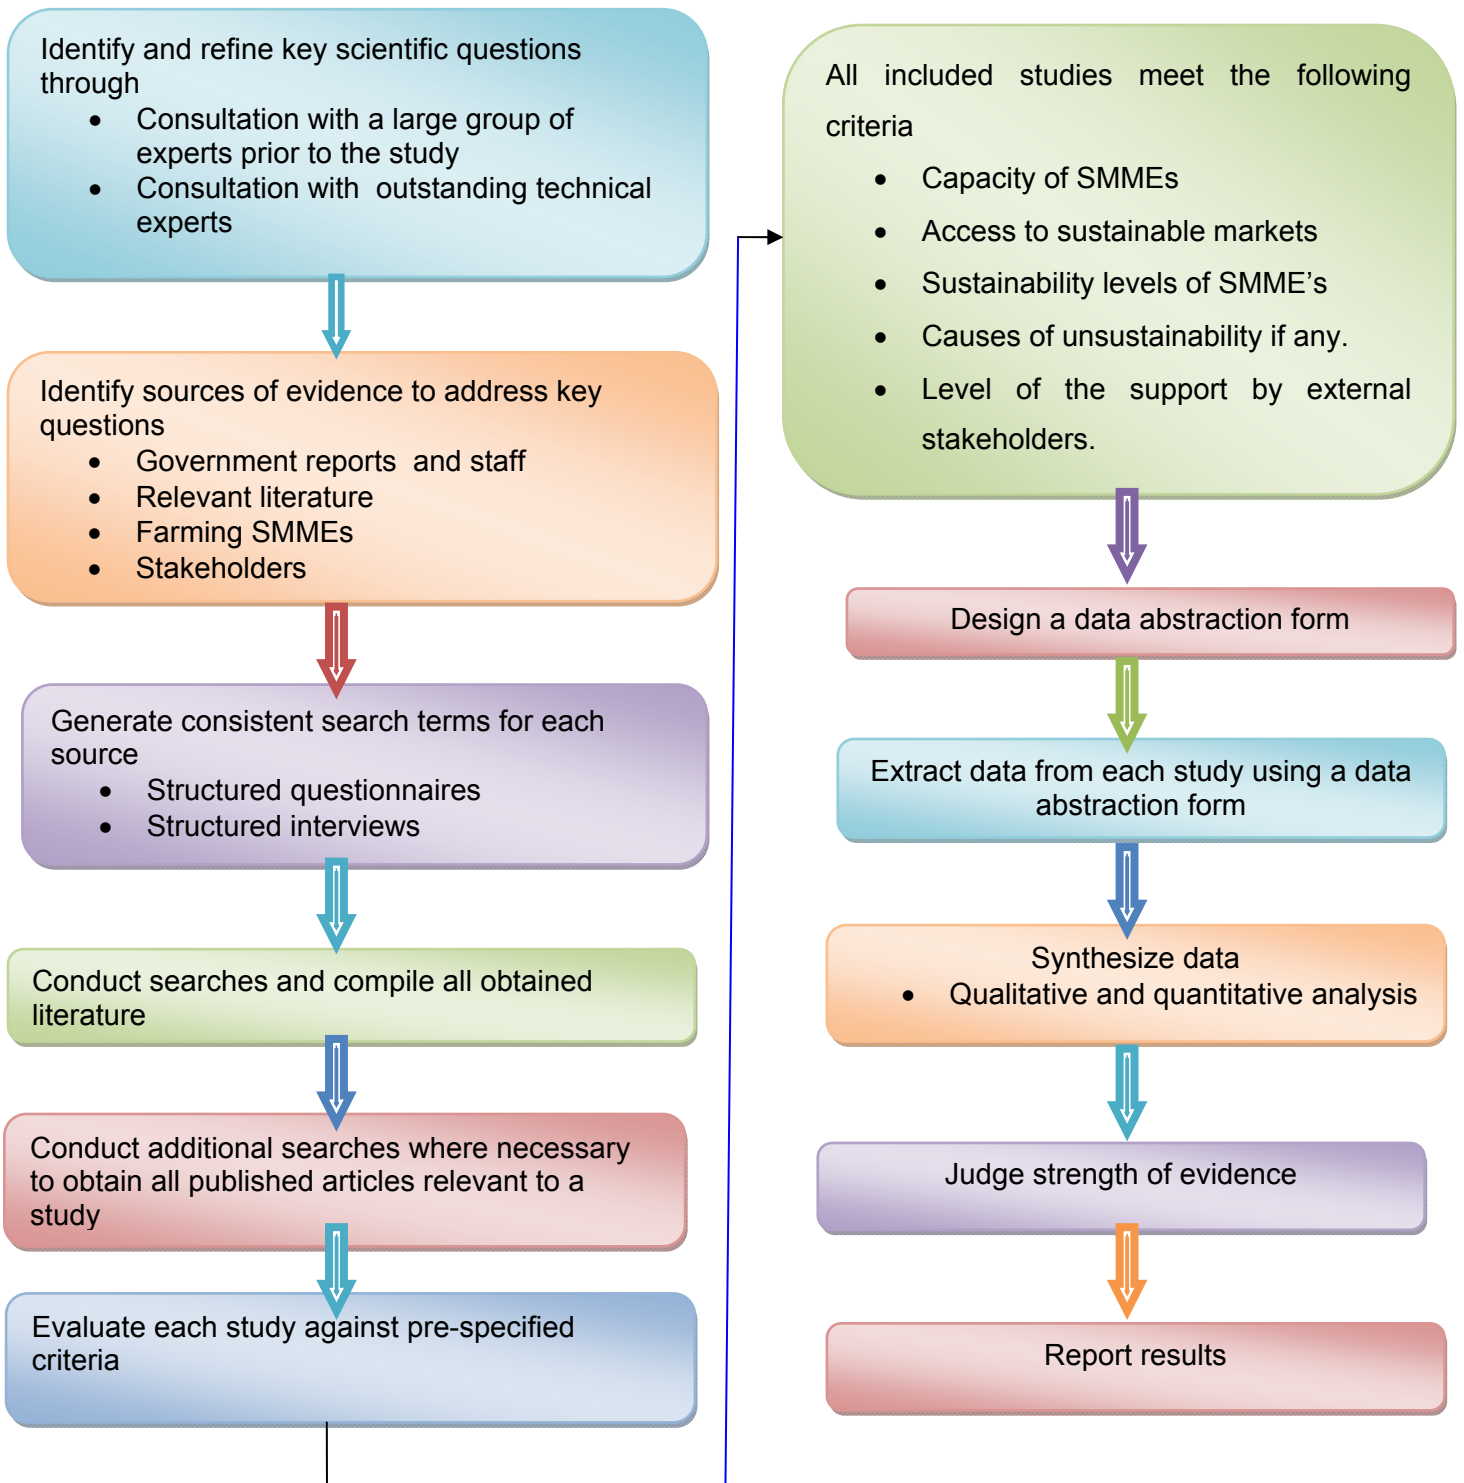 Identify and refine key scientific questions
through
• Consultation with a large group of
experts prior to the study
• Consultation with outstanding technical
experts
Identify sources of evidence to address key
questions
• Government reports and staff
• Relevant literature
• Farming SMMEs
• Stakeholders
Generate consistent search terms for each
source
• Structured questionnaires
• Structured interviews
Conduct searches and compile all obtained
literature
Conduct additional searches where necessary
to obtain all published articles relevant to a
study
Evaluate each study against pre-specified
criteria
All included studies meet the following
criteria
• Capacity of SMMEs
• Access to sustainable markets
• Sustainability levels of SMME’s
• Causes of unsustainability if any.
• Level of the support by external
stakeholders.
Design a data abstraction form
Extract data from each study using a data
abstraction form
Synthesize data
• Qualitative and quantitative analysis
Judge strength of evidence
Report results